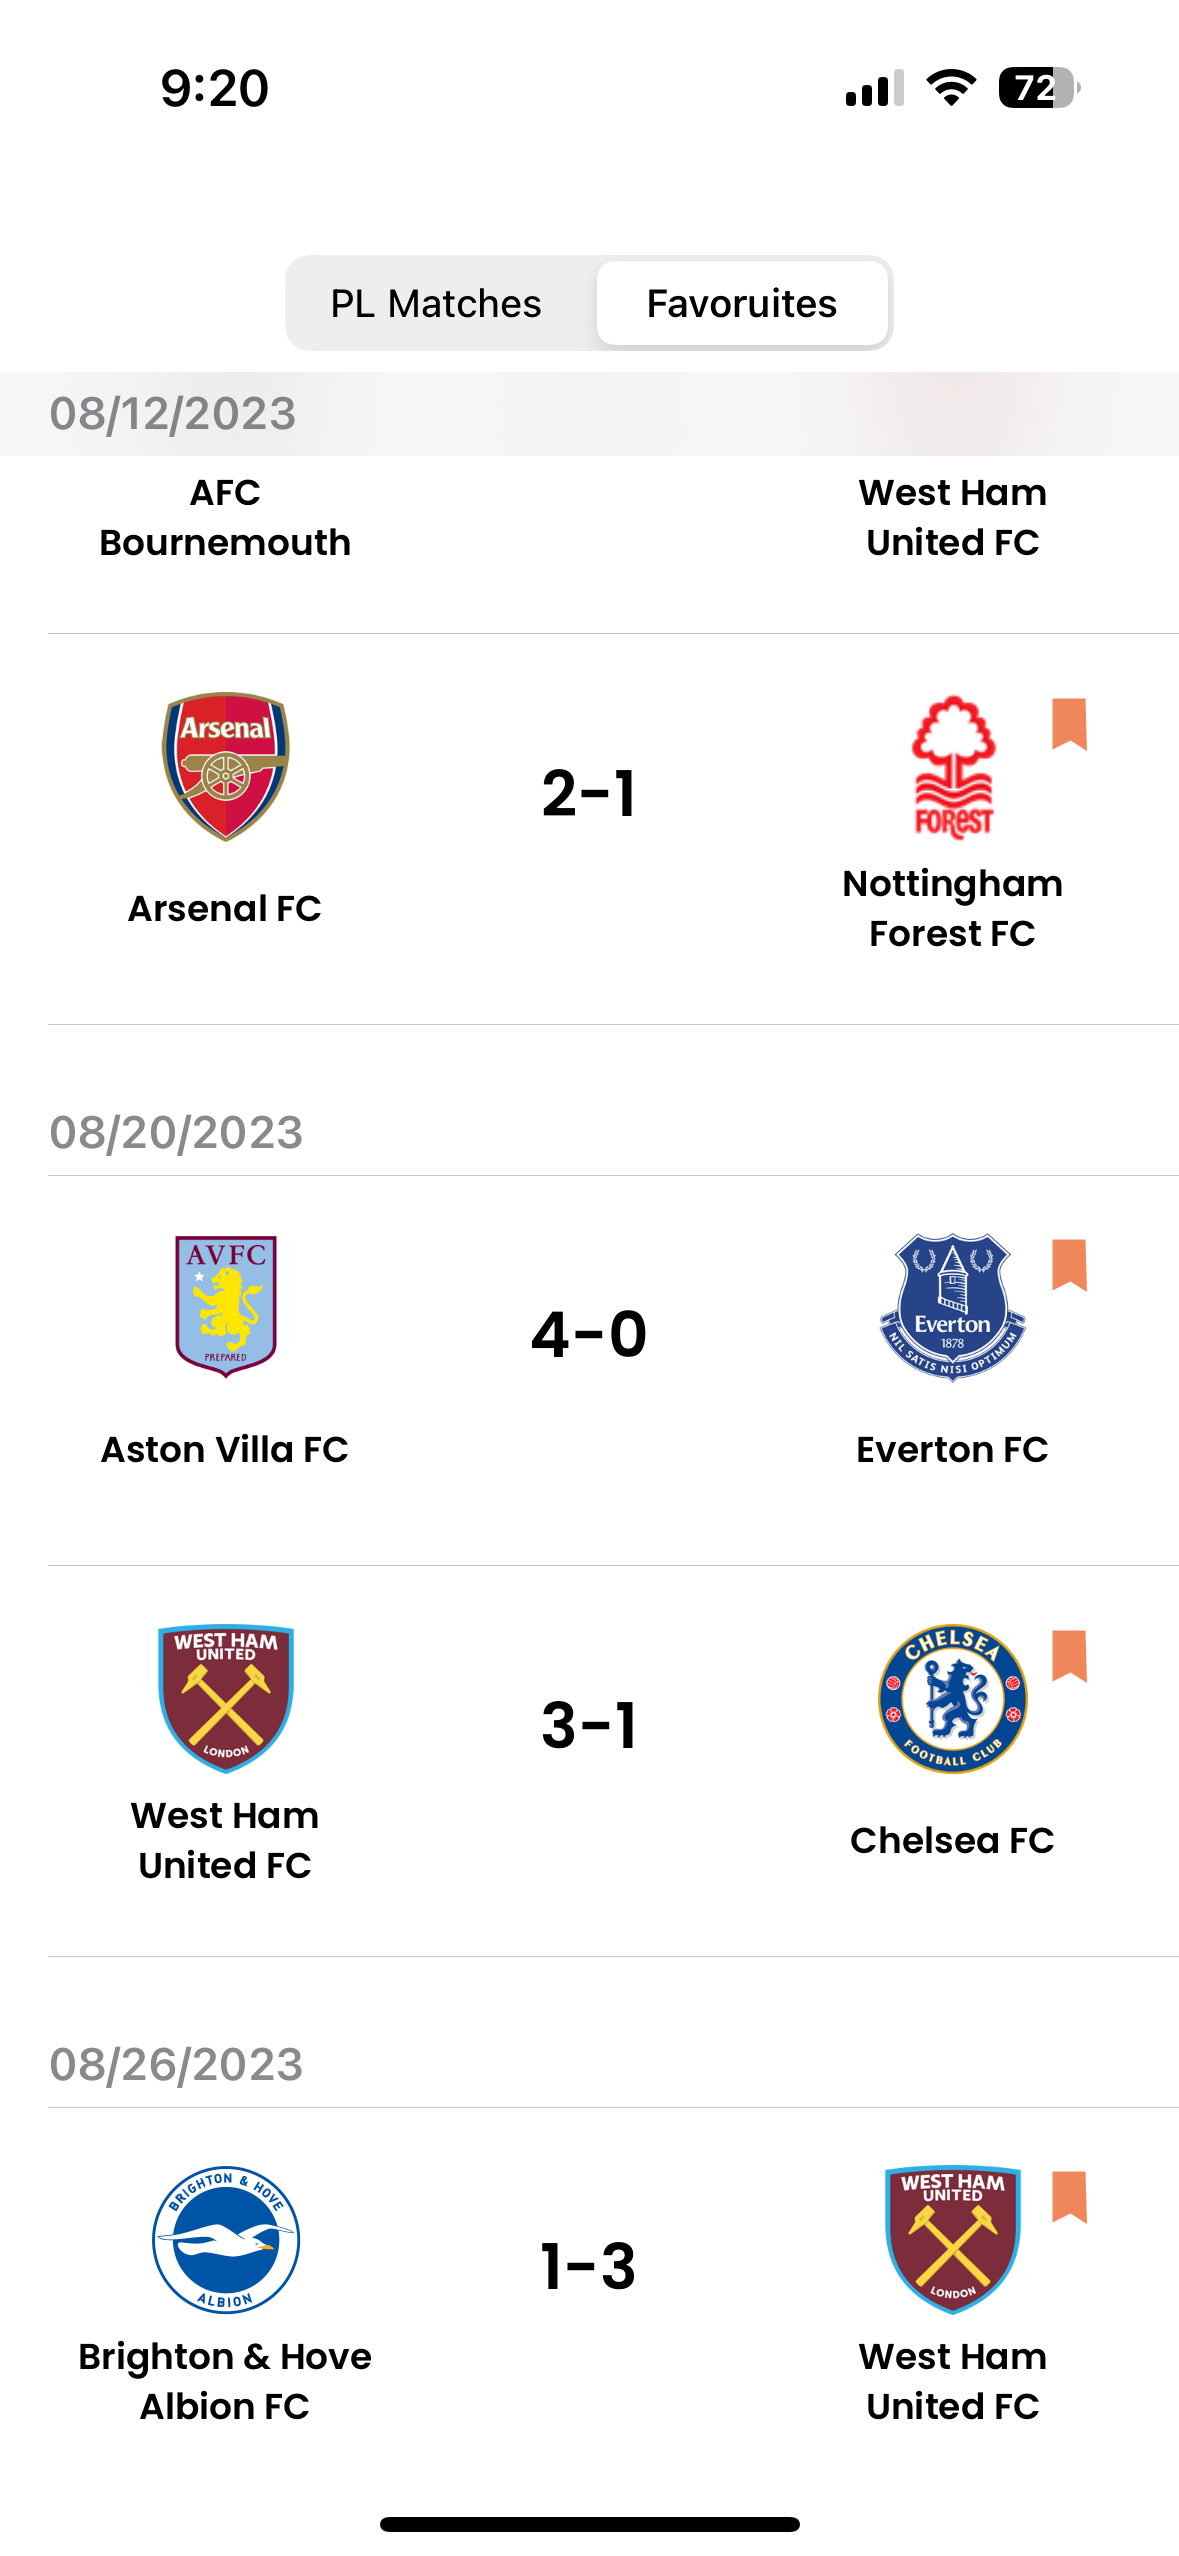 9:20
72
PL Matches
Favoruites
08/12/2023
AFC
Bournemouth
West Ham
United FC
Arsenal
2-1
FOREST
Arsenal FC
Nottingham
Forest FC
08/20/2023
AVFC
PREPARED
4-0
Everton
1878
NIL SATIS NISI OPTIMUM
Aston Villa FC
Everton FC
WEST HAM
UNITED
LONDON
3-1
CHELSEA
FOOTBALL CLUB
West Ham
United FC
Chelsea FC
08/26/2023
BRIGHTON & HOVE
ALBION
1-3
WEST HAM
UNITED
LONDON
Brighton & Hove
Albion FC
West Ham
United FC